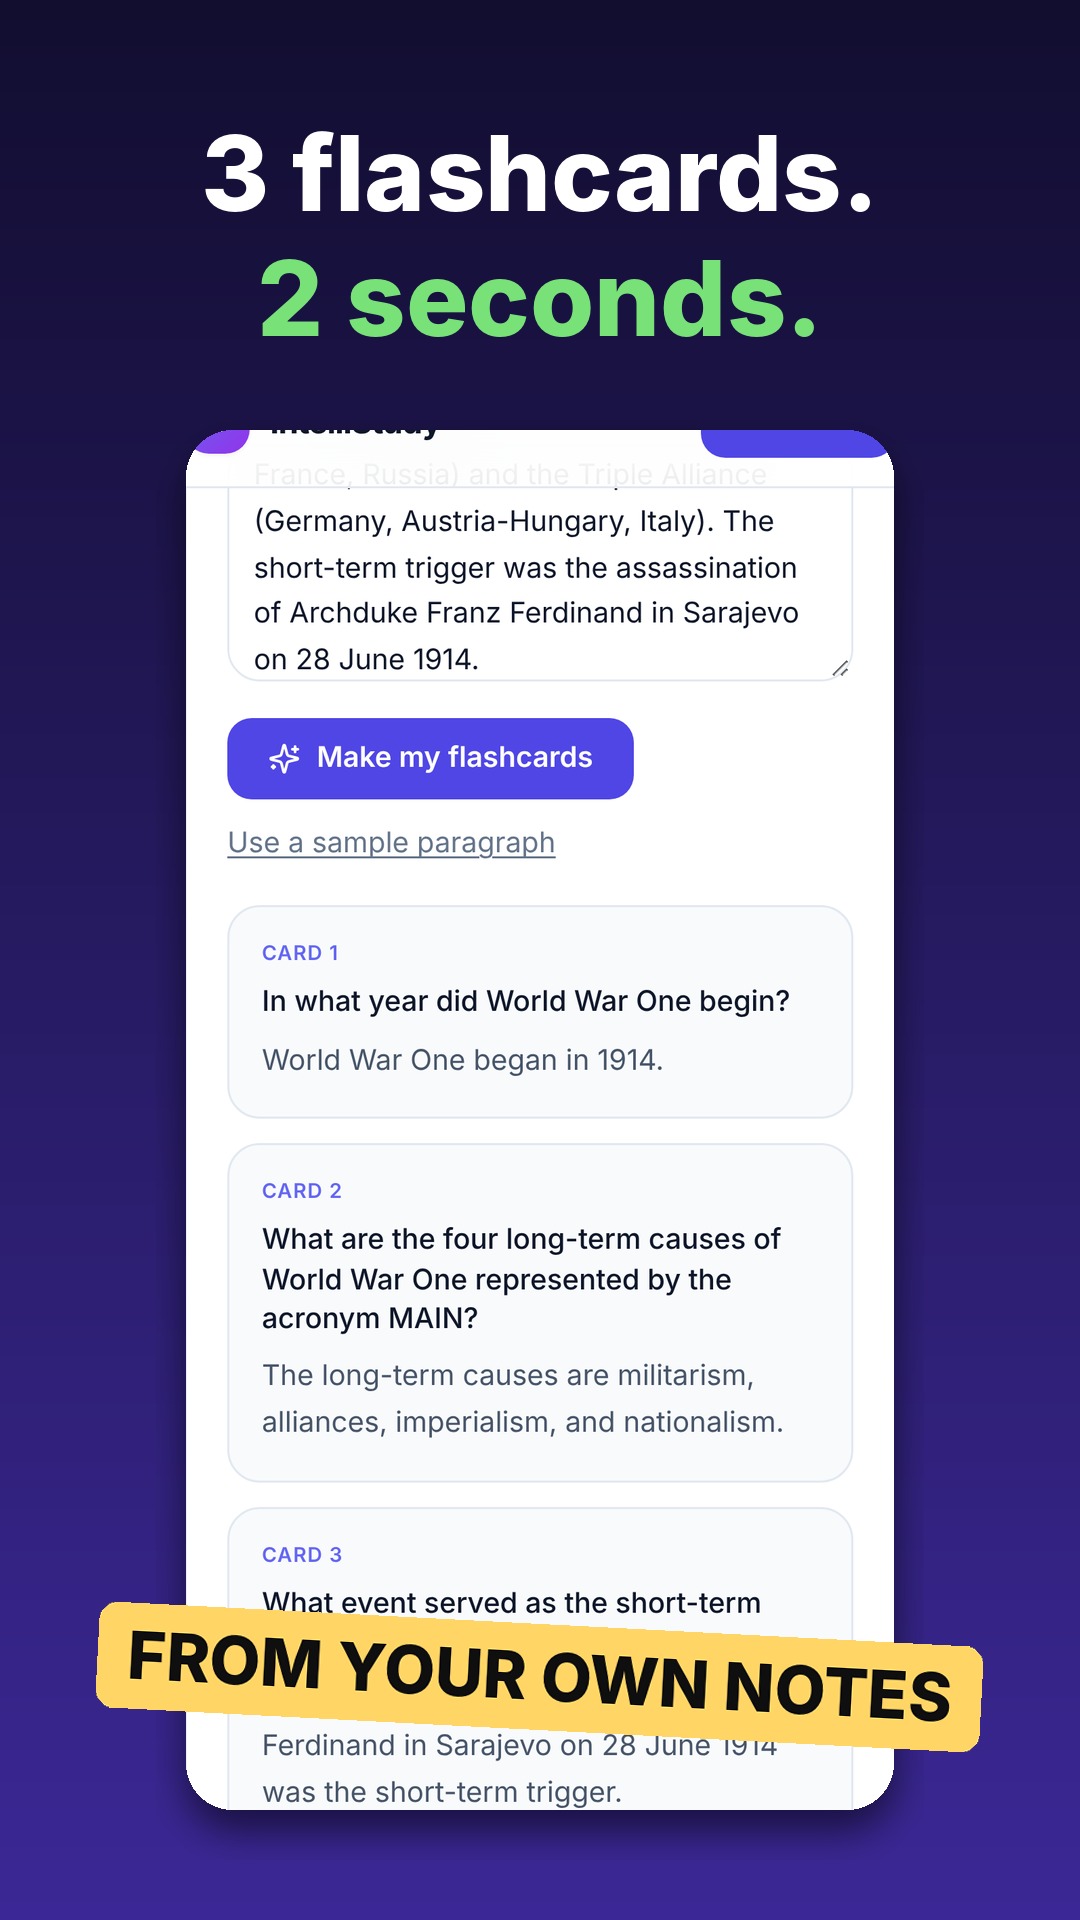 3 flashcards.
2 seconds.
IntelliStudy
France, Russia) and the Triple Alliance
(Germany, Austria-Hungary, Italy). The
short-term trigger was the assassination
of Archduke Franz Ferdinand in Sarajevo
on 28 June 1914.
Make my flashcards
Use a sample paragraph
CARD 1
In what year did World War One begin?
World War One began in 1914.
CARD 2
What are the four long-term causes of
World War One represented by the
acronym MAIN?
The long-term causes are militarism,
alliances, imperialism, and nationalism.
CARD 3
What event served as the short-term
FROM YOUR OWN NOTES
Ferdinand in Sarajevo on 28 June 1914
was the short-term trigger.